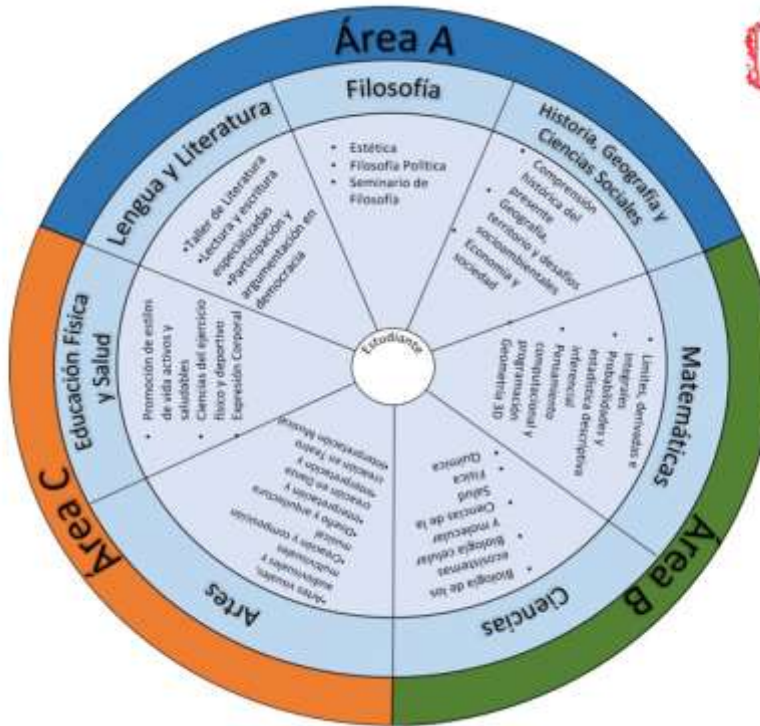 Área A
Lengua y Literatura
•Taller de Literatura
•Lectura y escritura
especializadas
•Participación y
argumentación en
democracia
Filosofía
• Estética
• Filosofía Política
• Seminario de
Filosofía
Historia, Geografía y
Ciencias Sociales
• Comprensión
histórica del
presente
• Geografía,
territorio y desafíos
socioambientales
• Economía y
sociedad
Área B
Matemáticas
• Límites, derivadas e
integrales
• Probabilidades y
estadística descriptiva
inferencial
• Pensamiento
computacional y
programación
• Geometría 3D
Ciencias
• Biología de los
ecosistemas
• Biología celular
y molecular
• Ciencias de la
Salud
• Física
• Química
Área C
Artes
•Artes visuales,
audiovisuales y
multivisuales
•Creación y composición
musical
•Diseño y arquitectura
•Interpretación y
creación en Danza
•Interpretación y
creación en Teatro
•Interpretación Musical
Educación Física
y Salud
• Promoción de estilos
de vida activos y
saludables
• Ciencias del ejercicio
físico y deportivo
• Expresión Corporal
Estudiante